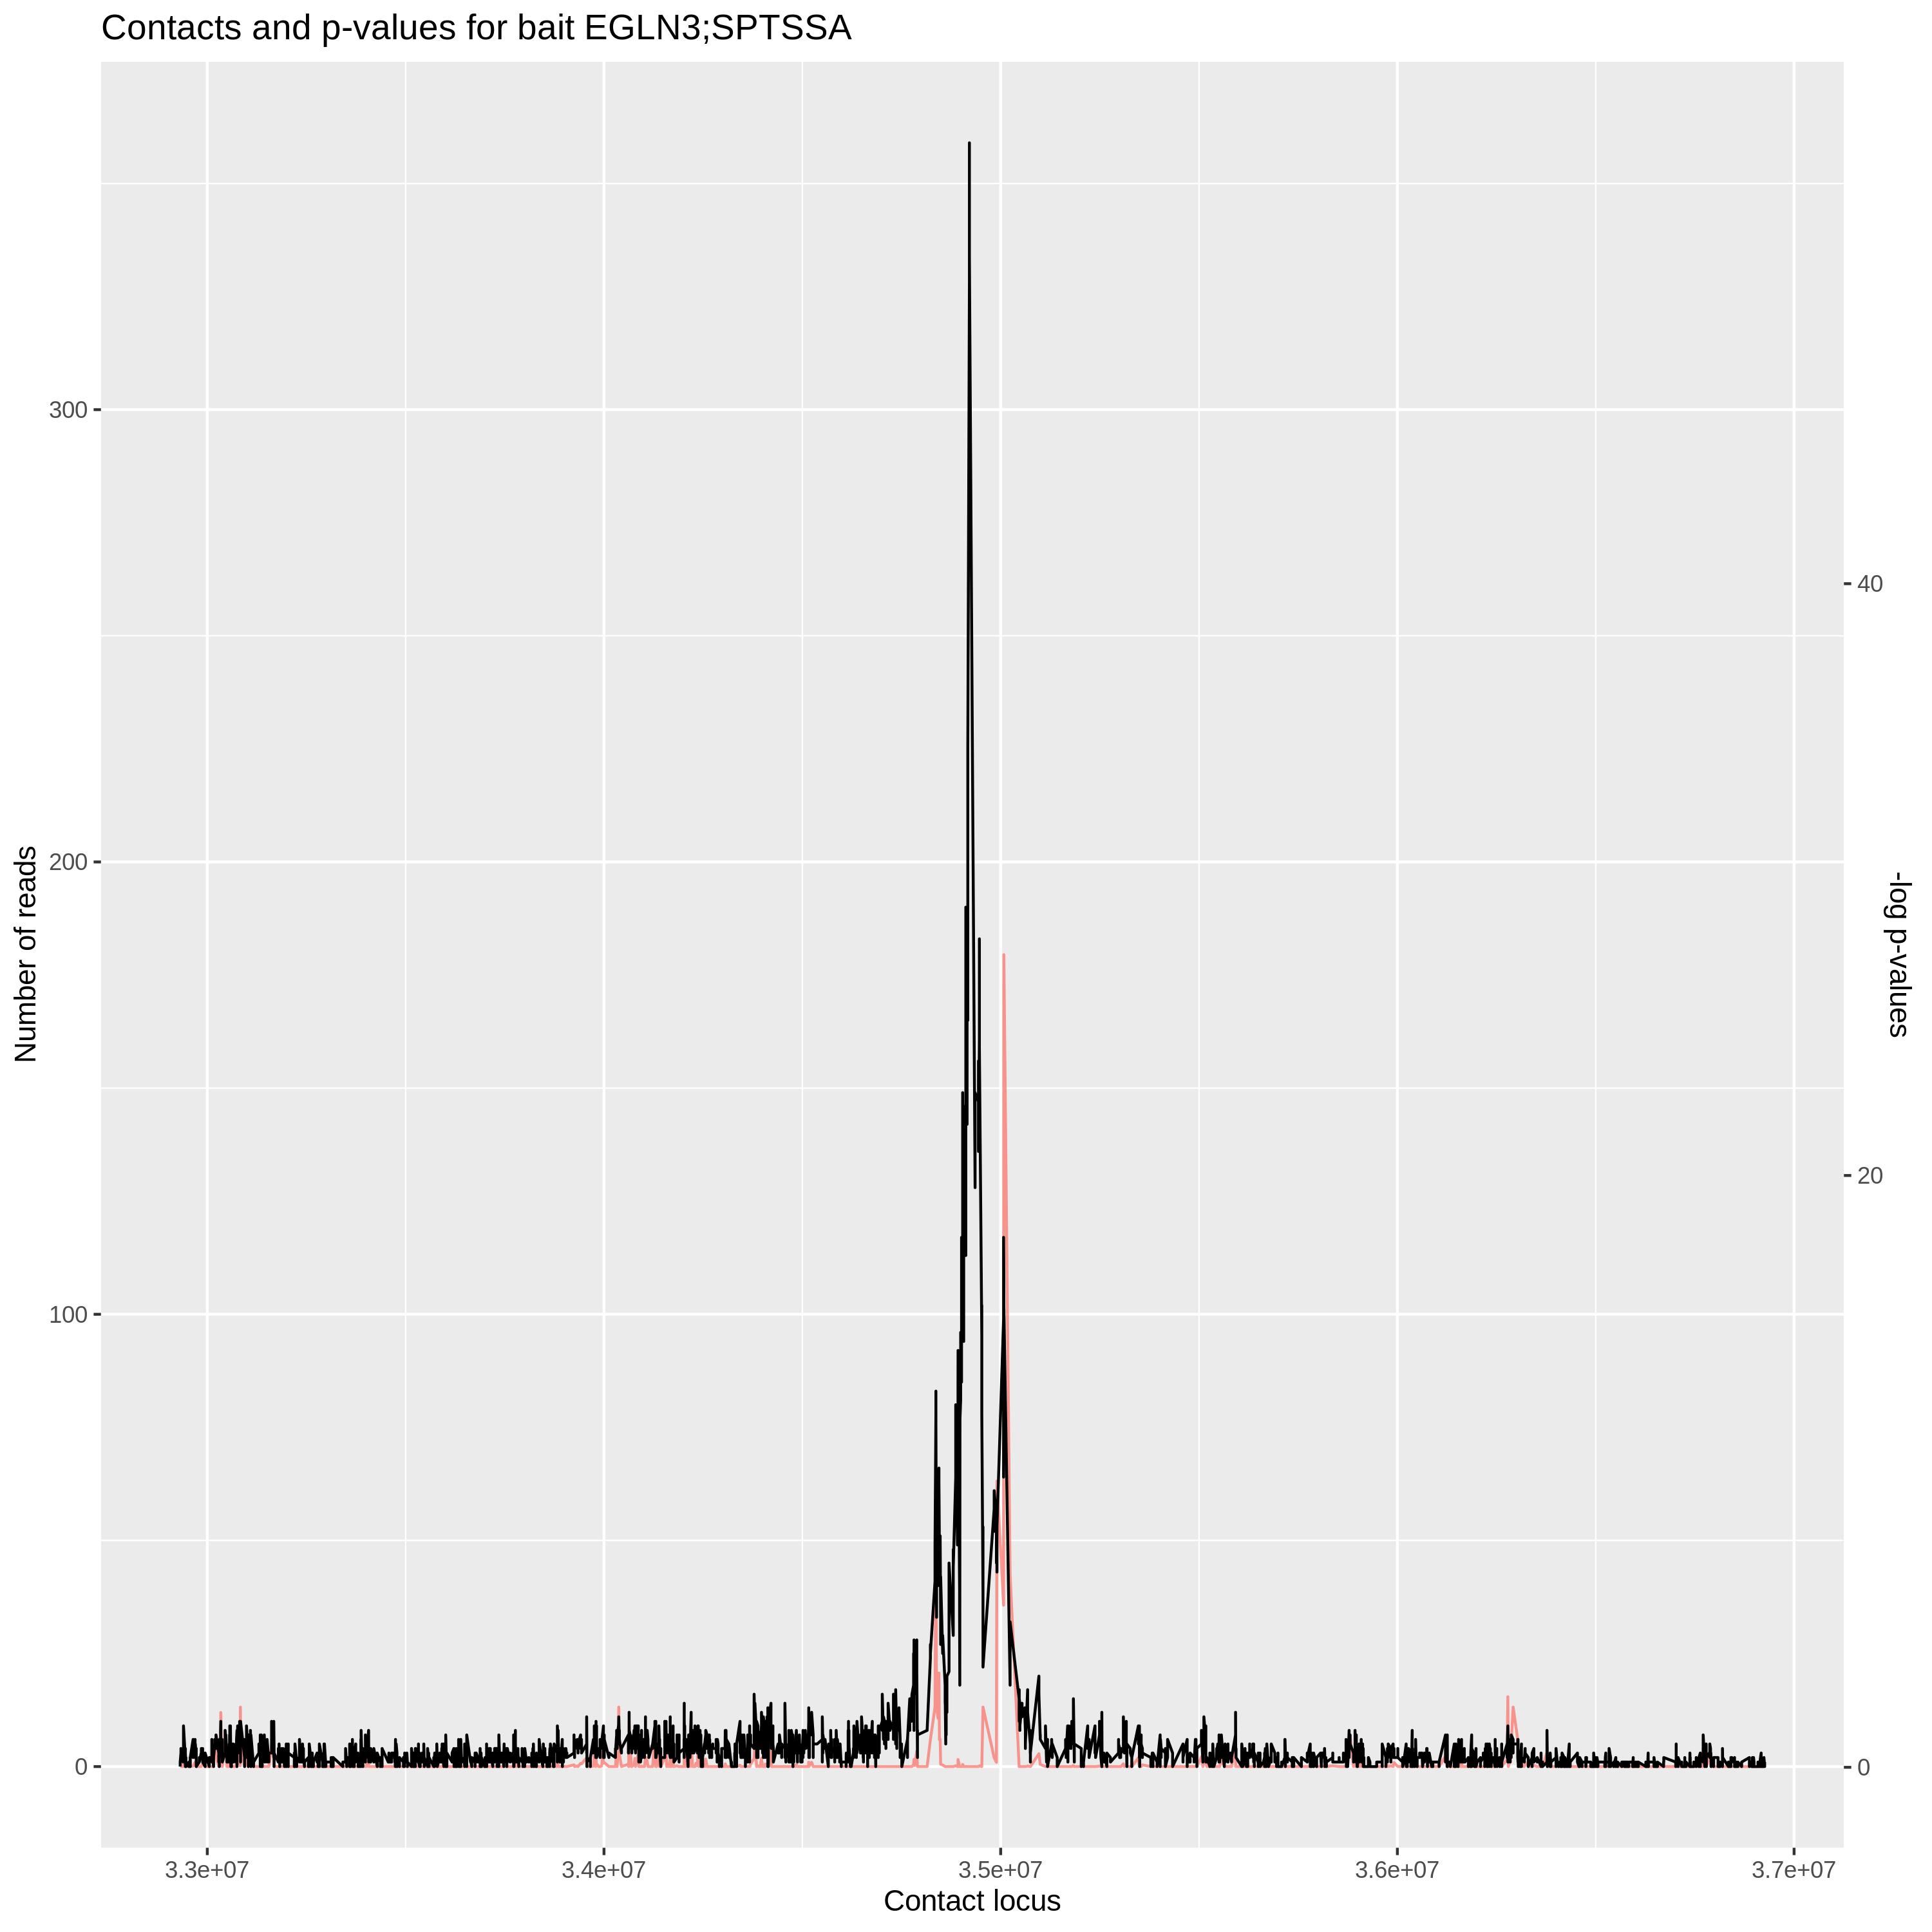 Contacts and p-values for bait EGLN3;SPTSSA
300
200
100
0
Number of reads
40
20
0
-log p-values
3.3e+07 3.4e+07 3.5e+07 3.6e+07 3.7e+07
Contact locus